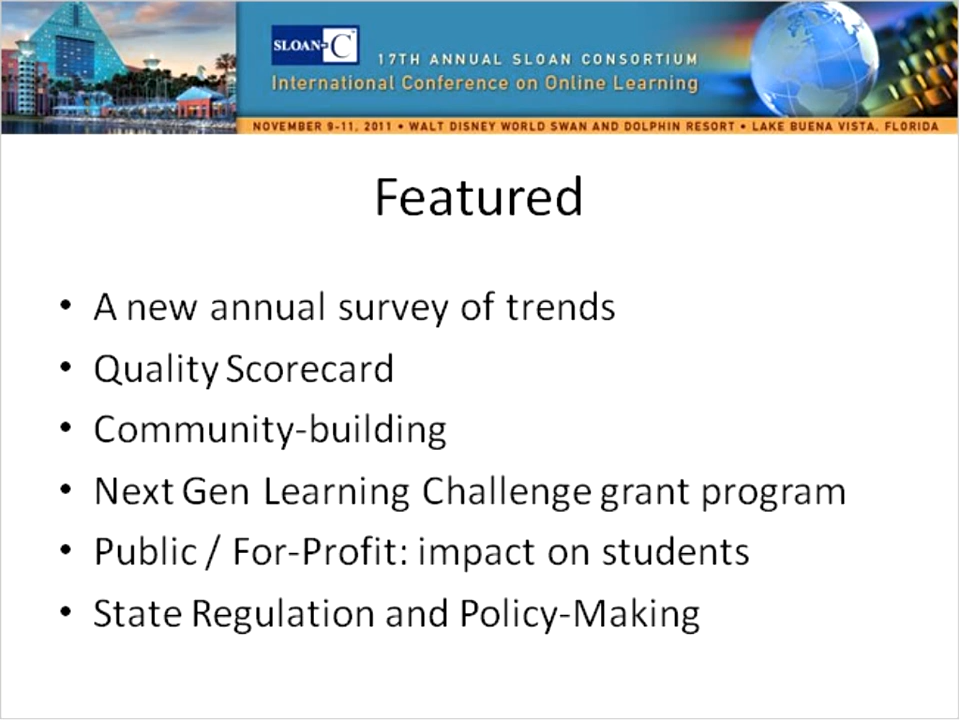 SLOAN-C
17TH ANNUAL SLOAN CONSORTIUM
International Conference on Online Learning
NOVEMBER 9-11, 2011 • WALT DISNEY WORLD SWAN AND DOLPHIN RESORT • LAKE BUENA VISTA, FLORIDA
Featured
• A new annual survey of trends
• Quality Scorecard
• Community-building
• Next Gen Learning Challenge grant program
• Public / For-Profit: impact on students
• State Regulation and Policy-Making